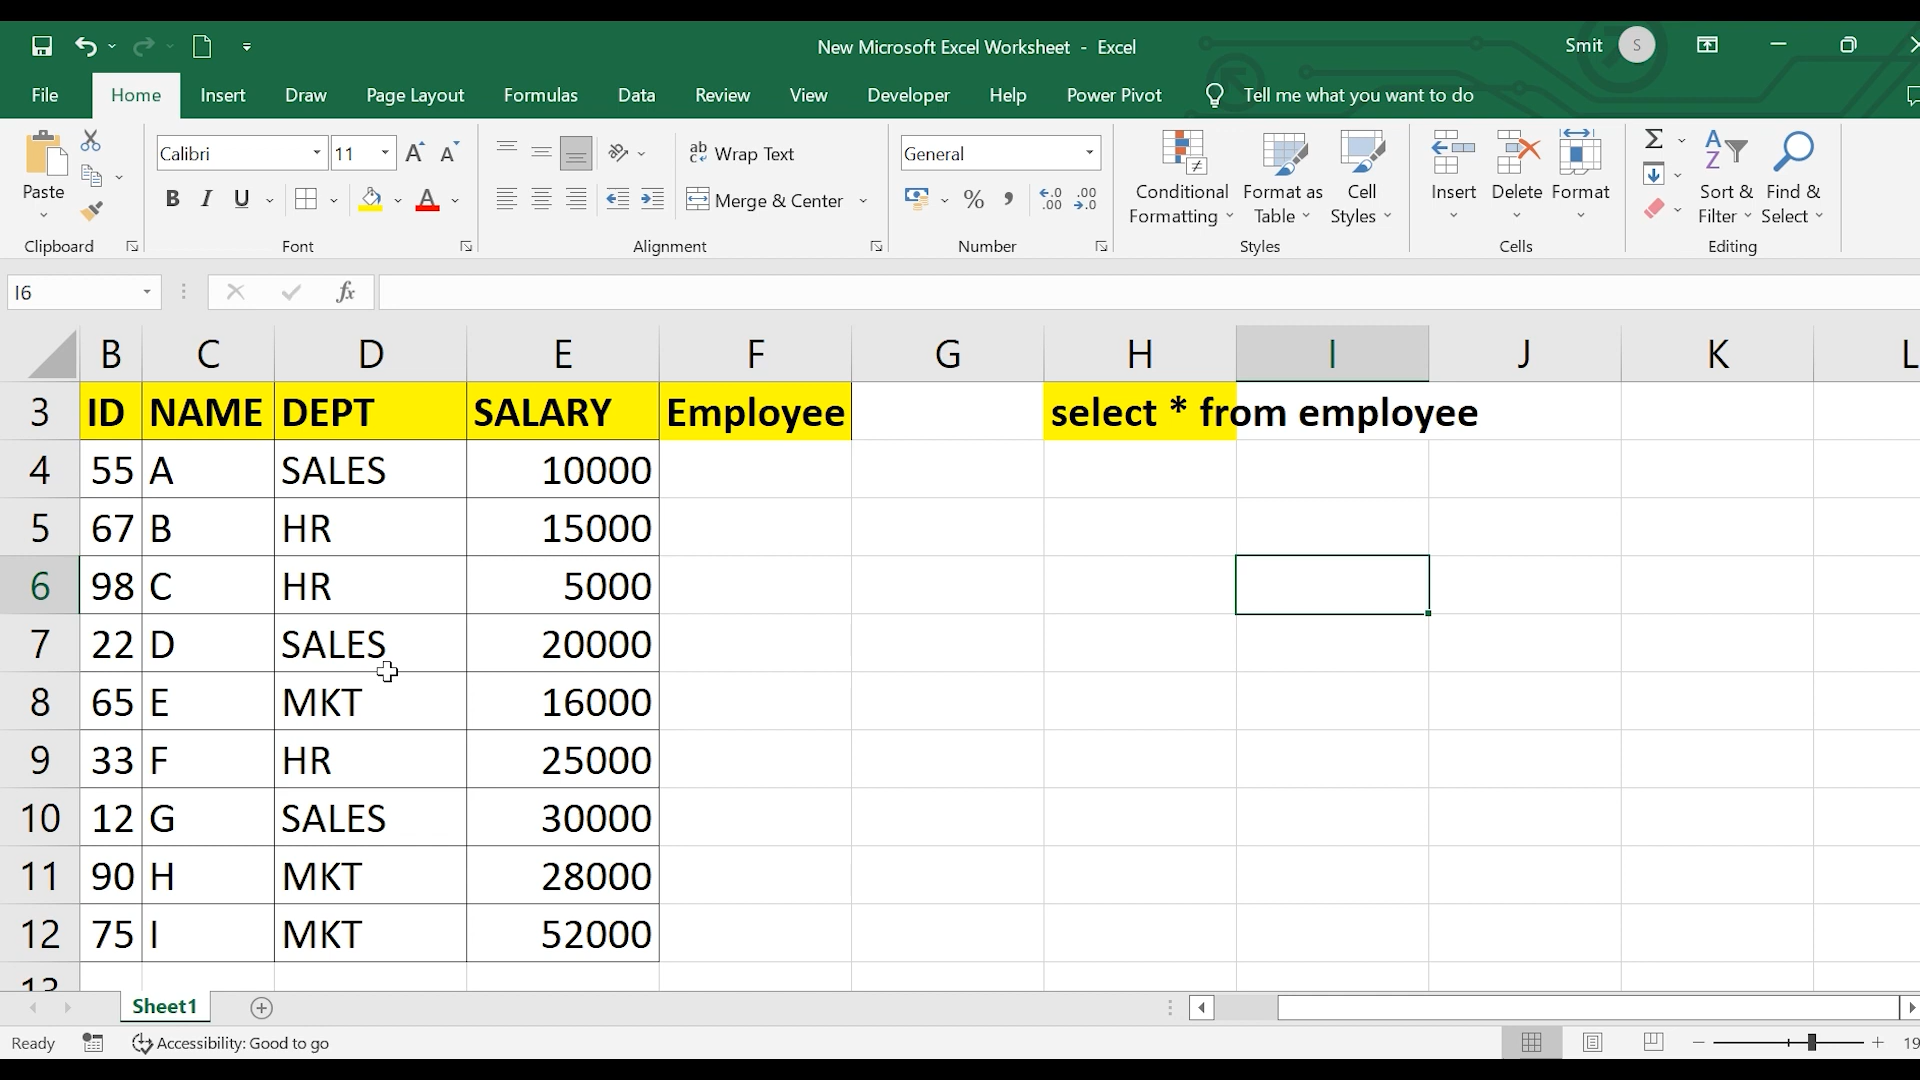 New Microsoft Excel Worksheet - Excel
Smit S
File Home Insert Draw Page Layout Formulas Data Review View Developer Help Power Pivot Tell me what you want to do
Calibri 11 ab Wrap Text General
Paste B I U A Merge & Center % , Conditional Formatting Format as Table Cell Styles Insert Delete Format Sort & Filter Find & Select
Clipboard Font Alignment Number Styles Cells Editing
I6 fx
B C D E F G H I J K L
3 ID NAME DEPT SALARY Employee select * from employee
4 55 A SALES 10000
5 67 B HR 15000
6 98 C HR 5000
7 22 D SALES 20000
8 65 E MKT 16000
9 33 F HR 25000
10 12 G SALES 30000
11 90 H MKT 28000
12 75 I MKT 52000
Sheet1
Ready Accessibility: Good to go